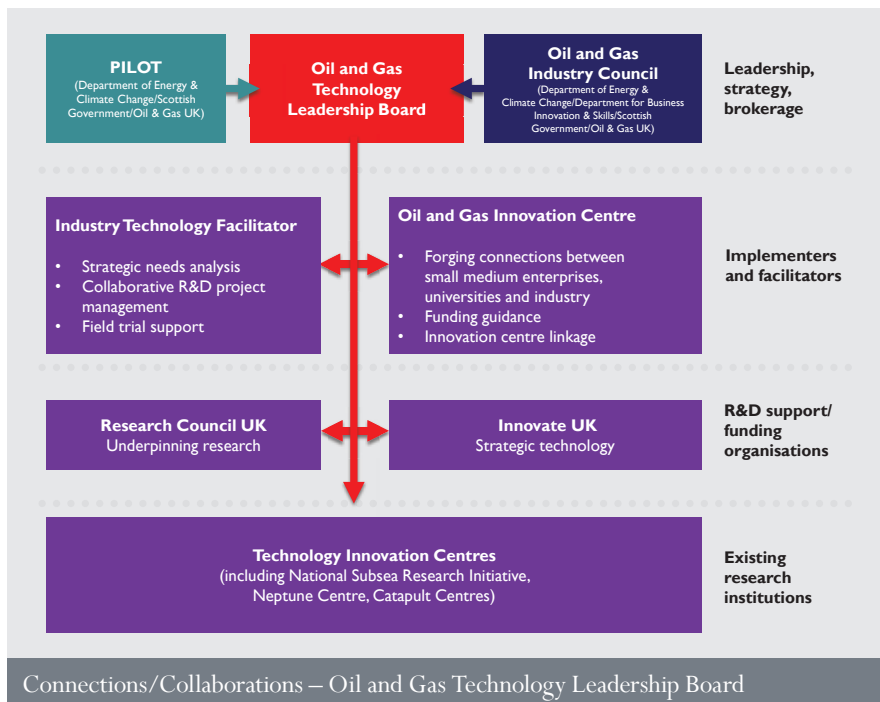 PILOT
(Department of Energy &
Climate Change/Scottish
Government/Oil & Gas UK)
Oil and Gas
Technology
Leadership Board
Oil and Gas
Industry Council
(Department of Energy &
Climate Change/Department for Business
Innovation & Skills/Scottish
Government/Oil & Gas UK)
Leadership,
strategy,
brokerage
Industry Technology Facilitator
• Strategic needs analysis
• Collaborative R&D project
management
• Field trial support
Oil and Gas Innovation Centre
• Forging connections between
small medium enterprises,
universities and industry
• Funding guidance
• Innovation centre linkage
Implementers
and facilitators
Research Council UK
Underpinning research
Innovate UK
Strategic technology
R&D support/
funding
organisations
Technology Innovation Centres
(including National Subsea Research Initiative,
Neptune Centre, Catapult Centres)
Existing
research
institutions
Connections/Collaborations – Oil and Gas Technology Leadership Board